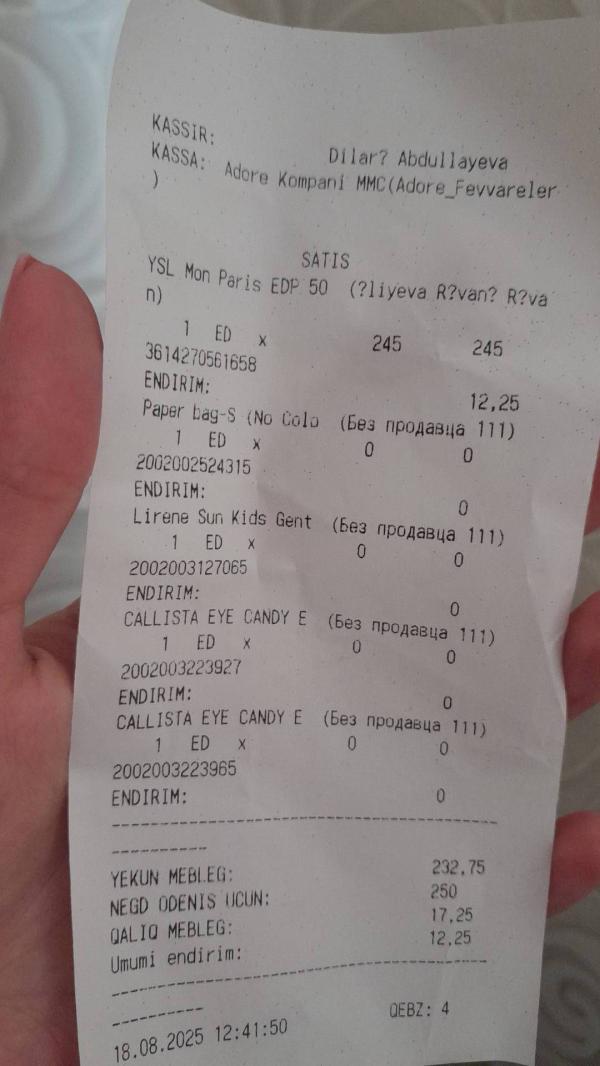 KASSIR:
Dilar? Abdullayeva
KASSA: Adore Kompani MMC(Adore_Fevvareler
)
SATIS
YSL Mon Paris EDP 50 (?liyeva R?van? R?va
n)
1 ED x 245 245
3614270561658
ENDIRIM: 12,25
Paper bag-S (No Colo (Без продавца 111)
1 ED x 0 0
2002002524315
ENDIRIM: 0
Lirene Sun Kids Gent (Без продавца 111)
1 ED x 0 0
2002003127065
ENDIRIM: 0
CALLISTA EYE CANDY E (Без продавца 111)
1 ED x 0 0
2002003223927
ENDIRIM: 0
CALLISTA EYE CANDY E (Без продавца 111)
1 ED x 0 0
2002003223965
ENDIRIM: 0
------------------------------------------
----------
YEKUN MEBLEG: 232,75
NEGD ODENIS UCUN: 250
QALIQ MEBLEG: 17,25
Umumi endirim: 12,25
------------------------------------------
----------
QEBZ: 4
18.08.2025 12:41:50